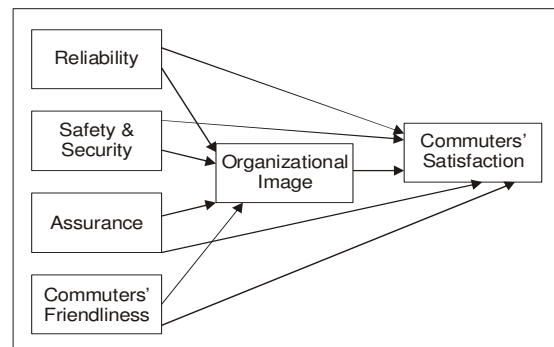 Reliability
Safety &
Security
Assurance
Commuters'
Friendliness
Organizational
Image
Commuters'
Satisfaction